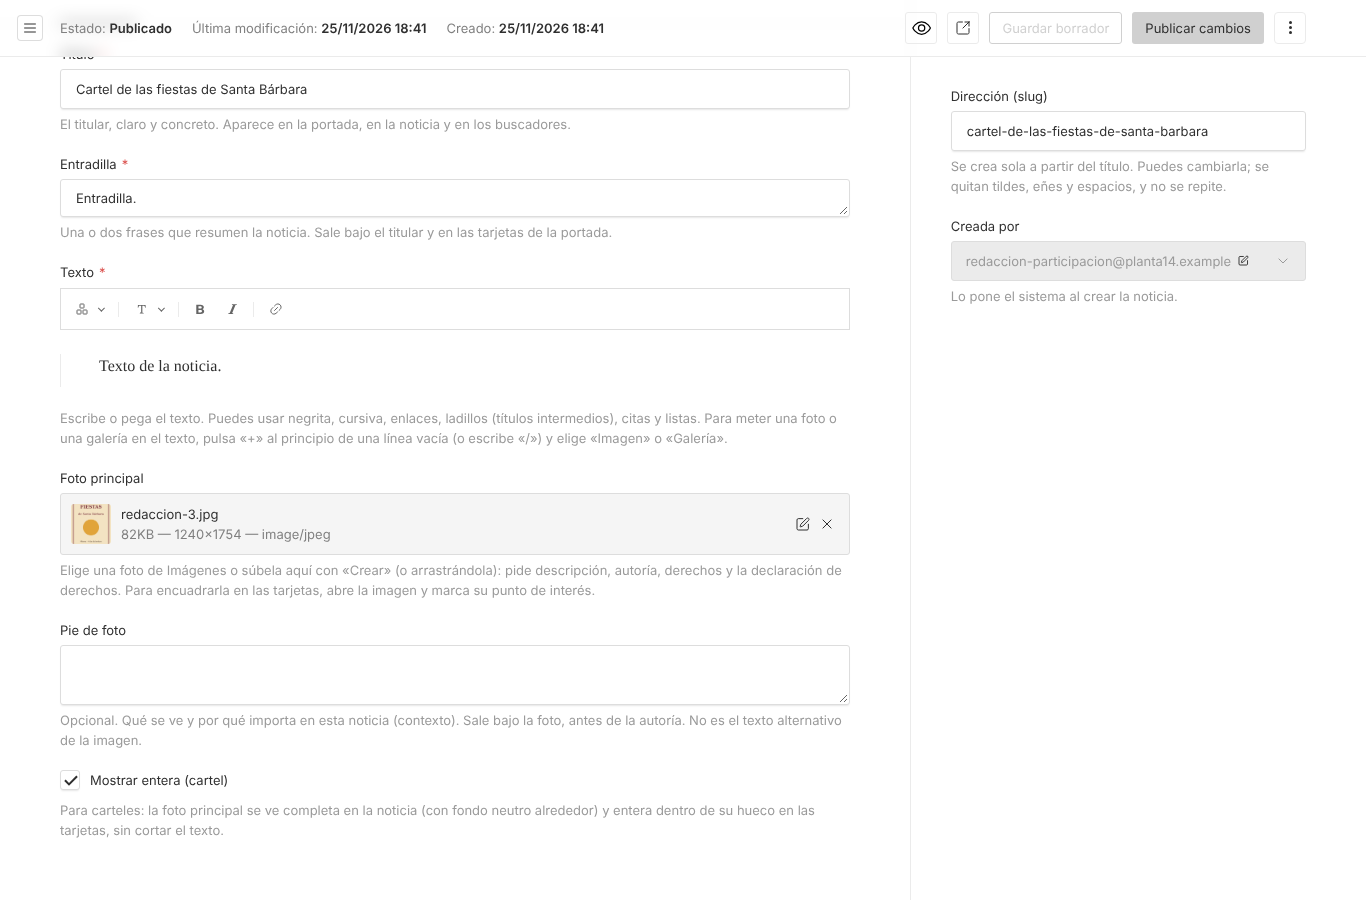 Estado: Publicado
Última modificación: 25/11/2026 18:41
Creado: 25/11/2026 18:41
Guardar borrador
Publicar cambios
Título
Cartel de las fiestas de Santa Bárbara
El titular, claro y concreto. Aparece en la portada, en la noticia y en los buscadores.
Entradilla *
Entradilla.
Una o dos frases que resumen la noticia. Sale bajo el titular y en las tarjetas de la portada.
Texto *
T
B
I
Texto de la noticia.
Escribe o pega el texto. Puedes usar negrita, cursiva, enlaces, ladillos (títulos intermedios), citas y listas. Para meter una foto o
una galería en el texto, pulsa «+» al principio de una línea vacía (o escribe «/») y elige «Imagen» o «Galería».
Foto principal
FIESTAS
redaccion-3.jpg
82KB — 1240×1754 — image/jpeg
Elige una foto de Imágenes o súbela aquí con «Crear» (o arrastrándola): pide descripción, autoría, derechos y la declaración de
derechos. Para encuadrarla en las tarjetas, abre la imagen y marca su punto de interés.
Pie de foto
Opcional. Qué se ve y por qué importa en esta noticia (contexto). Sale bajo la foto, antes de la autoría. No es el texto alternativo
de la imagen.
Mostrar entera (cartel)
Para carteles: la foto principal se ve completa en la noticia (con fondo neutro alrededor) y entera dentro de su hueco en las
tarjetas, sin cortar el texto.
Dirección (slug)
cartel-de-las-fiestas-de-santa-barbara
Se crea sola a partir del título. Puedes cambiarla; se
quitan tildes, eñes y espacios, y no se repite.
Creada por
redaccion-participacion@planta14.example
Lo pone el sistema al crear la noticia.